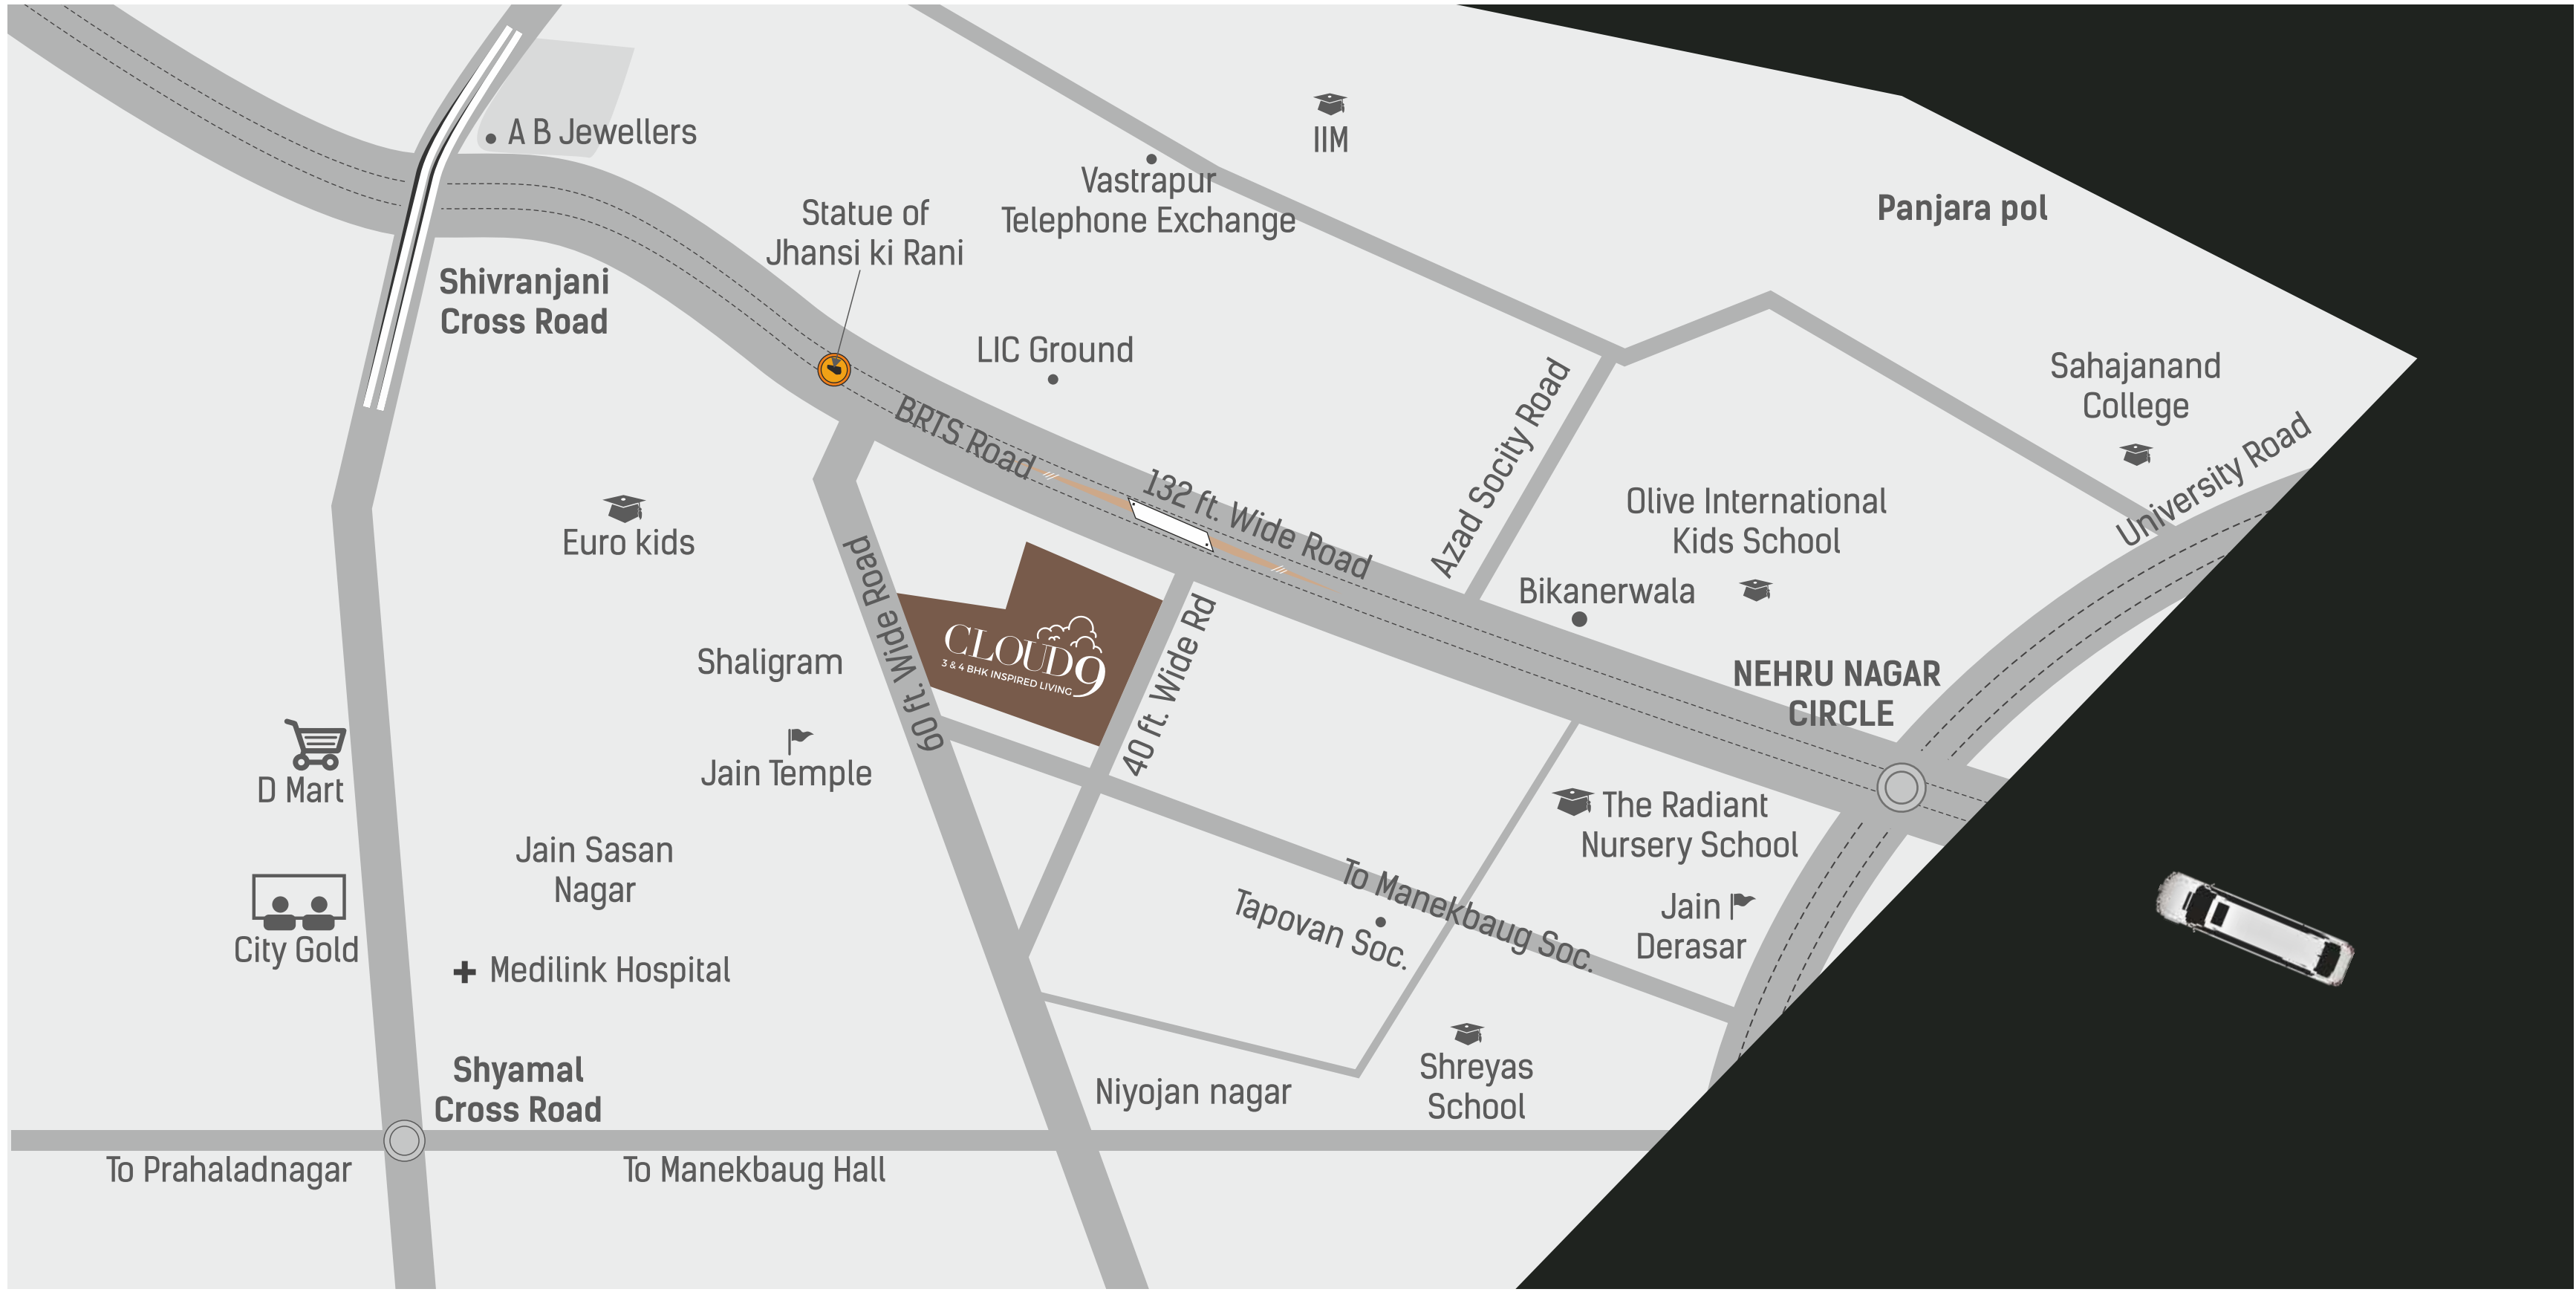 A B Jewellers
IIM
Vastrapur
Telephone Exchange
Panjara pol
Statue of
Jhansi ki Rani
Shivranjani
Cross Road
LIC Ground
Sahajanand
College
University Road
BRTS Road
132 ft. Wide Road
Azad Socity Road
Olive International
Kids School
Euro kids
Bikanerwala
60 ft. Wide Road
CLOUD9
3 & 4 BHK INSPIRED LIVING
40 ft. Wide Rd
Shaligram
NEHRU NAGAR
CIRCLE
D Mart
Jain Temple
The Radiant
Nursery School
Jain Sasan
Nagar
To Manekbaug Soc.
Tapovan Soc.
Jain
Derasar
City Gold
Medilink Hospital
Shyamal
Cross Road
Niyojan nagar
Shreyas
School
To Prahaladnagar
To Manekbaug Hall